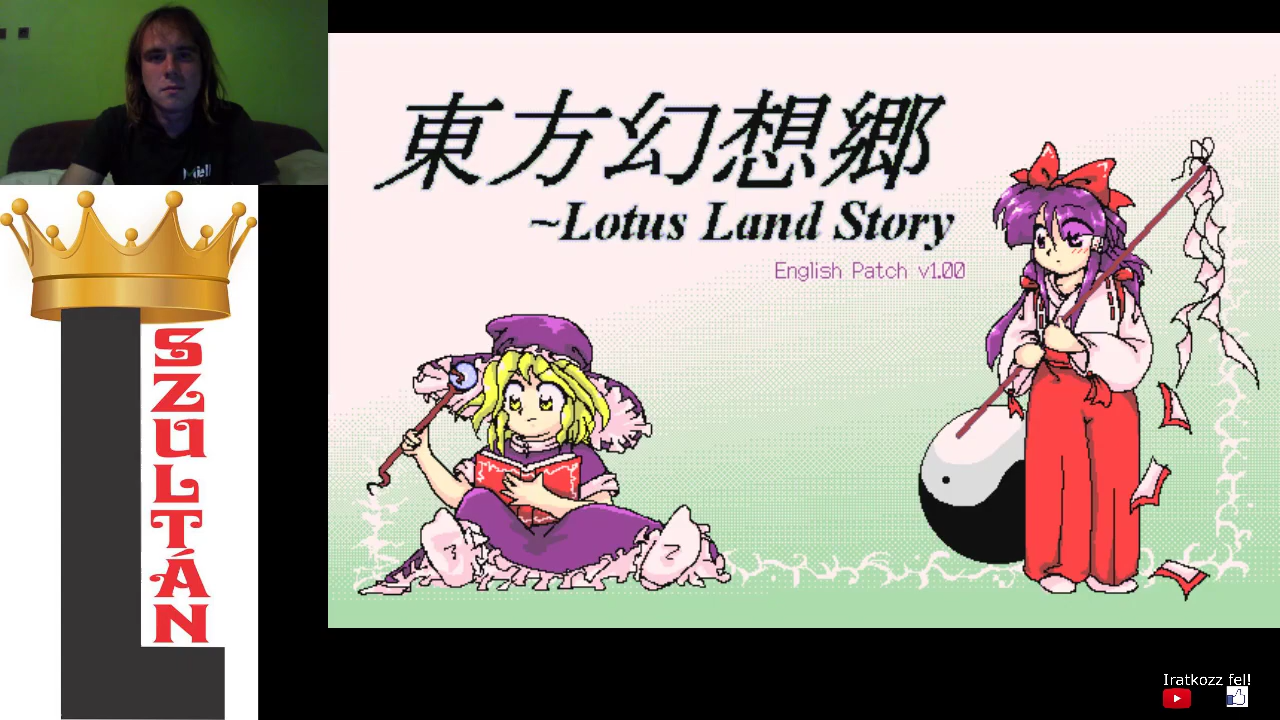 東方幻想郷
~Lotus Land Story
English Patch v1.00
L
SZULTÁN
Iratkozz fel!